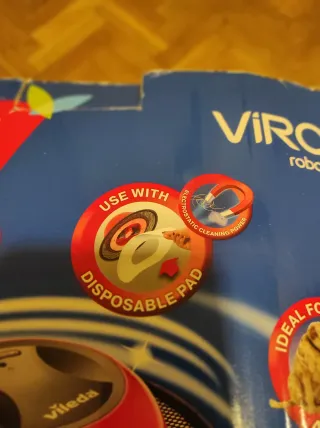 ViRO
robo
USE WITH
DISPOSABLE PAD
ELECTROSTATIC CLEANING POWER
IDEAL FO
Vileda